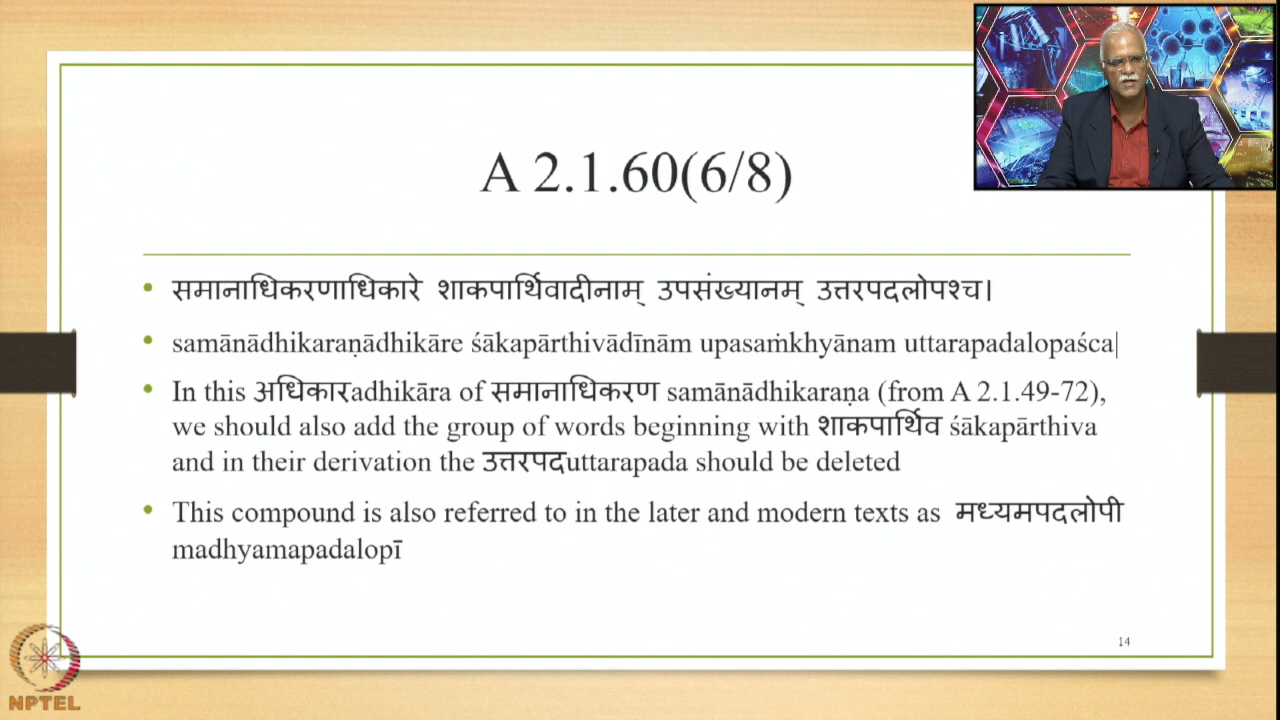 A 2.1.60(6/8)
• समानाधिकरणाधिकारे शाकपार्थिवादीनाम् उपसंख्यानम् उत्तरपदलोपश्च।
• samānādhikaraṇādhikāre śākapārthivādīnām upasaṁkhyānam uttarapadalopaśca|
• In this अधिकारadhikāra of समानाधिकरण samānādhikaraṇa (from A 2.1.49-72),
we should also add the group of words beginning with शाकपार्थिव śākapārthiva
and in their derivation the उत्तरपदuttarapada should be deleted
• This compound is also referred to in the later and modern texts as मध्यमपदलोपी
madhyamapadalopī
14
NPTEL